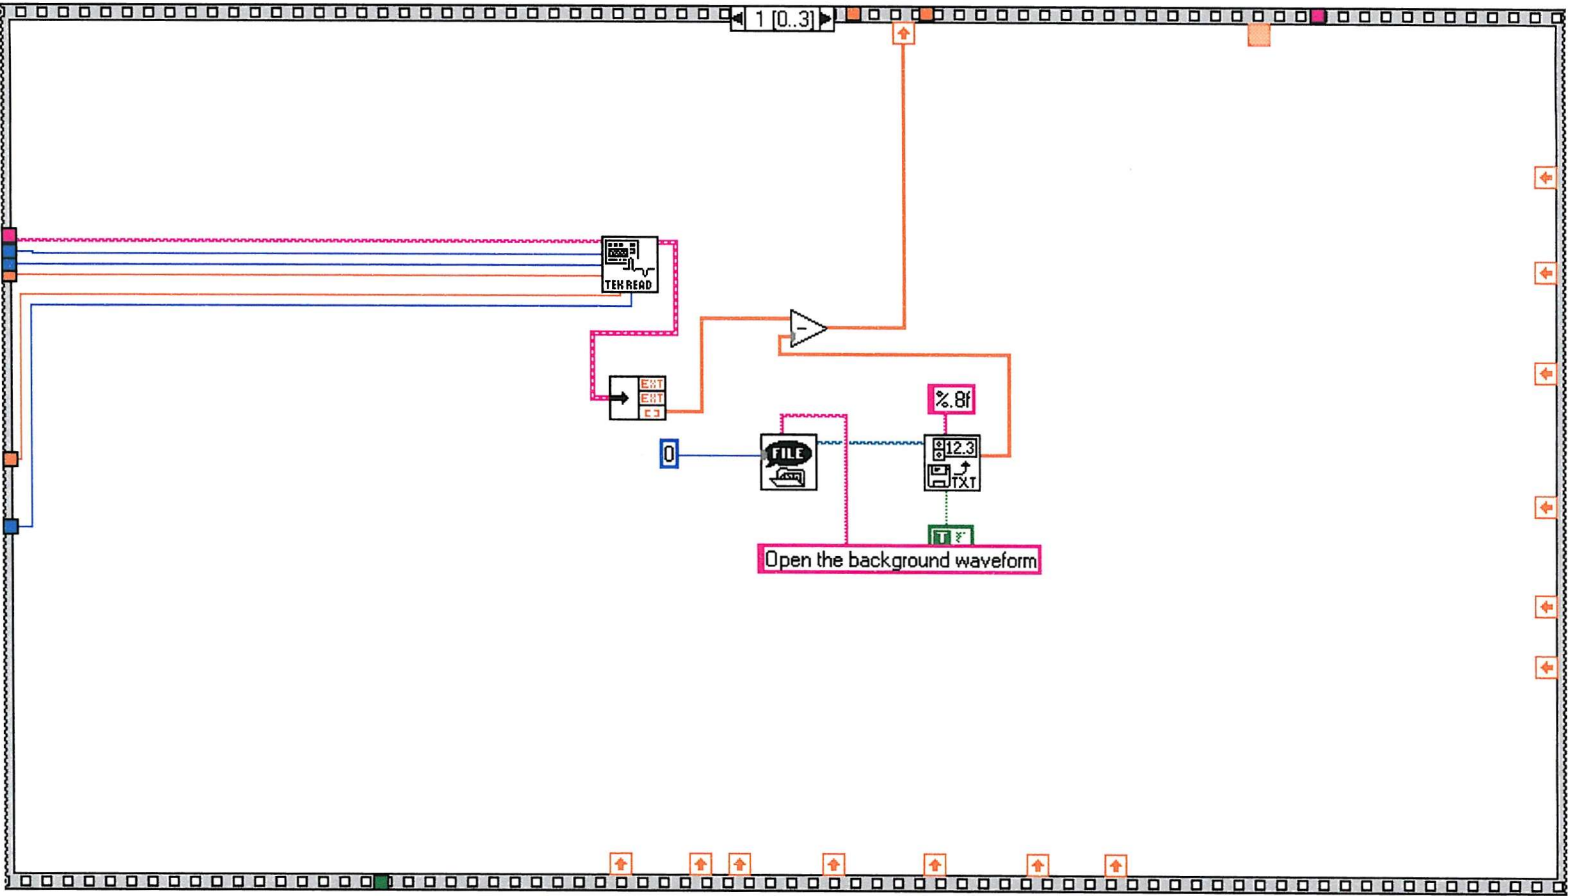 1 [0..3]
TEK READ
EXT
EXT
[ ]
-
%.8f
0
FILE
12.3
TXT
T F
Open the background waveform